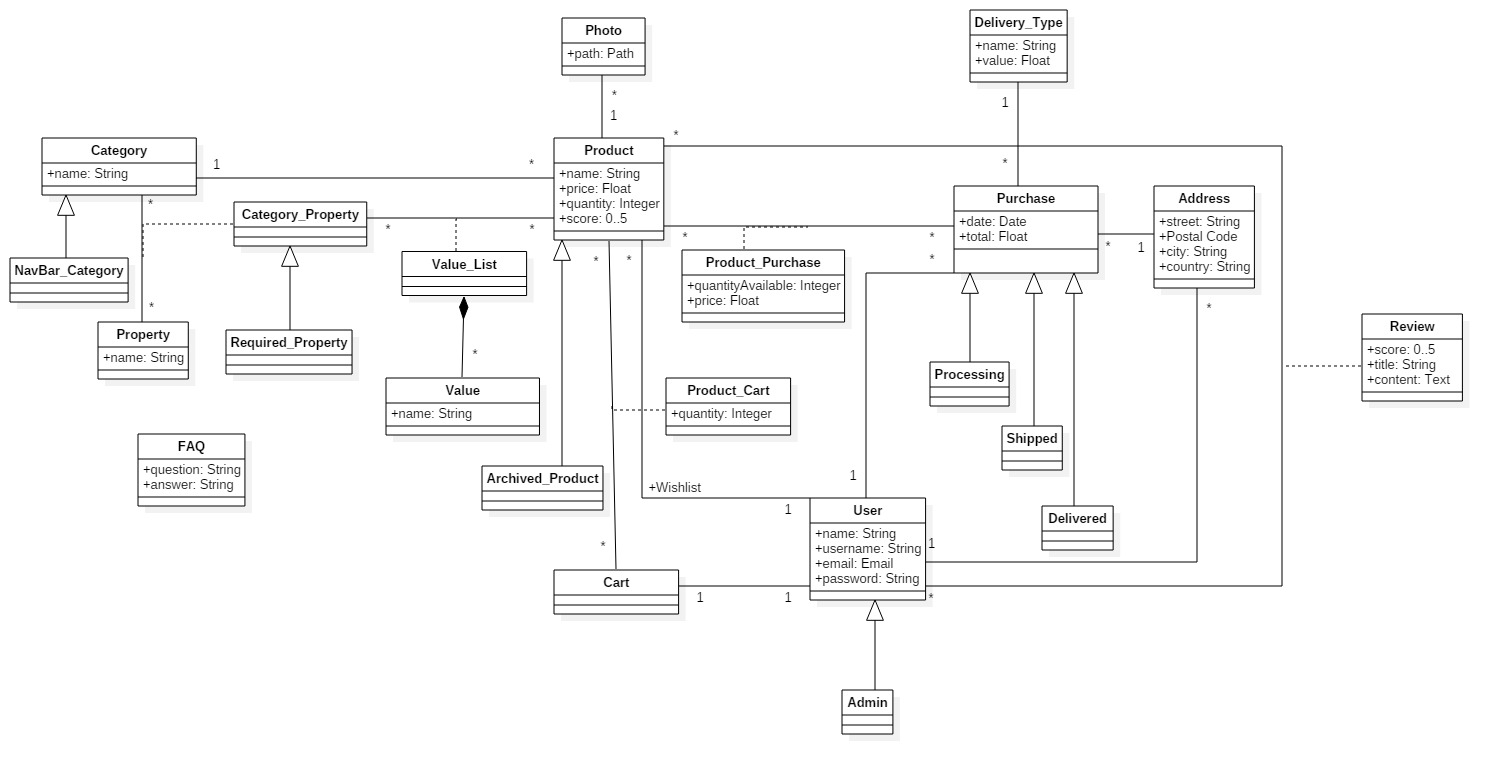 Photo
+path: Path
*
1
Delivery_Type
+name: String
+value: Float
1
*
Category
+name: String
1
*
Product
+name: String
+price: Float
+quantity: Integer
+score: 0..5
*
Purchase
+date: Date
+total: Float
Address
+street: String
+Postal Code
+city: String
+country: String
*
1
*
Category_Property
*
*
*
*
*
*
*
NavBar_Category
Value_List
Product_Purchase
+quantityAvailable: Integer
+price: Float
*
*
Property
+name: String
Required_Property
*
Value
+name: String
Product_Cart
+quantity: Integer
Processing
Review
+score: 0..5
+title: String
+content: Text
FAQ
+question: String
+answer: String
Archived_Product
Shipped
Delivered
+Wishlist
1
1
User
+name: String
+username: String
+email: Email
+password: String
1
*
*
Cart
1
1
Admin